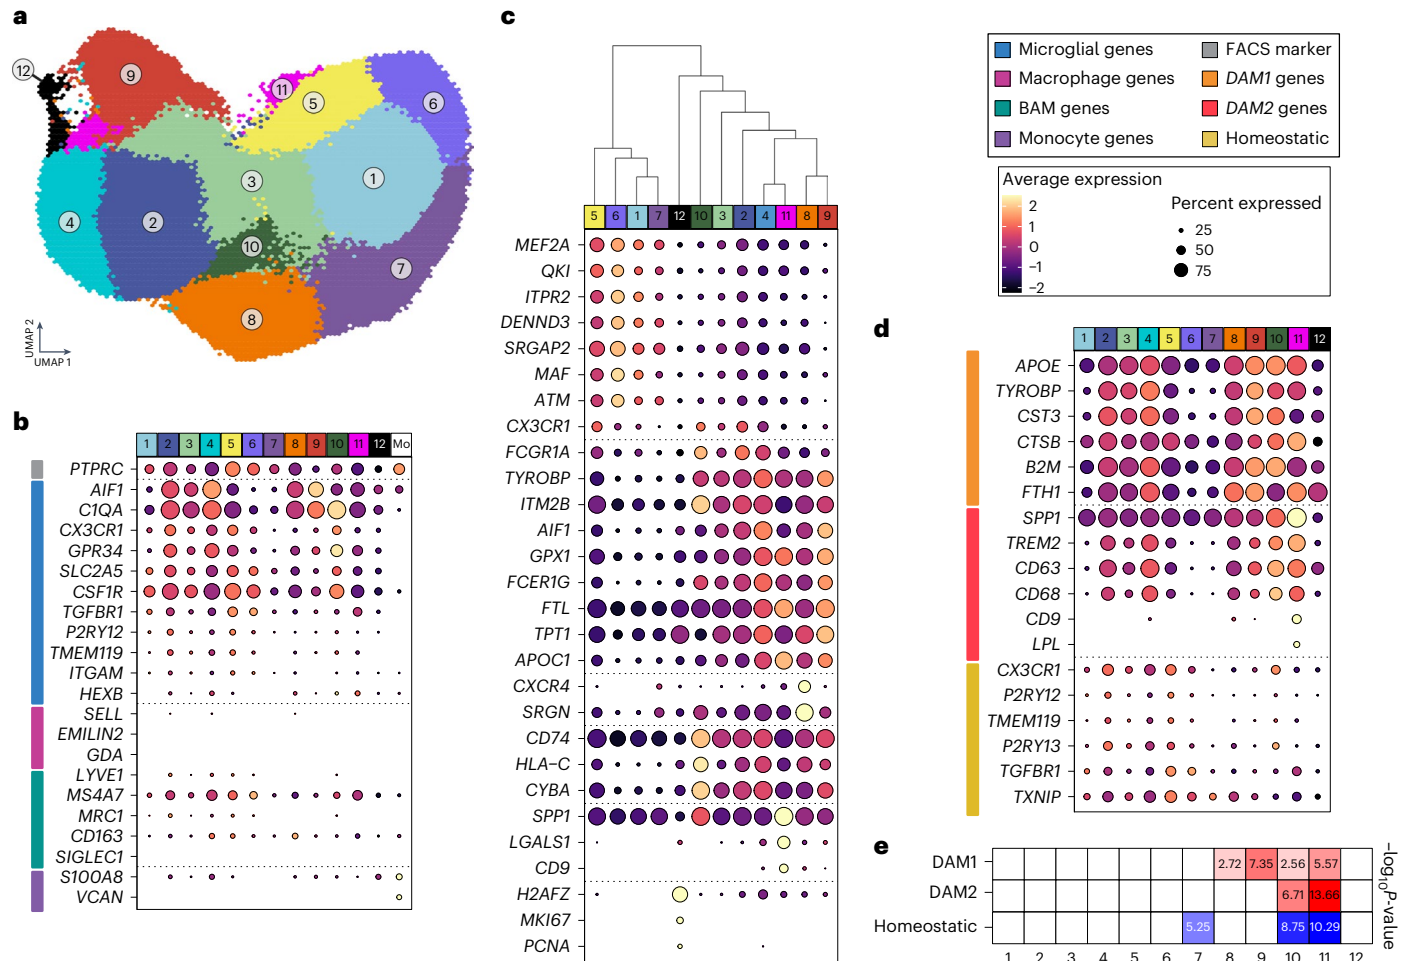 a
12
9
11
5
6
3
1
4
2
10
7
8
UMAP 2
UMAP 1
b
1 2 3 4 5 6 7 8 9 10 11 12 Mo
PTPRC
AIF1
C1QA
CX3CR1
GPR34
SLC2A5
CSF1R
TGFBR1
P2RY12
TMEM119
ITGAM
HEXB
SELL
EMILIN2
GDA
LYVE1
MS4A7
MRC1
CD163
SIGLEC1
S100A8
VCAN
c
5 6 1 7 12 10 3 2 4 11 8 9
MEF2A
QKI
ITPR2
DENND3
SRGAP2
MAF
ATM
CX3CR1
FCGR1A
TYROBP
ITM2B
AIF1
GPX1
FCER1G
FTL
TPT1
APOC1
CXCR4
SRGN
CD74
HLA−C
CYBA
SPP1
LGALS1
CD9
H2AFZ
MKI67
PCNA
Microglial genes
Macrophage genes
BAM genes
Monocyte genes
FACS marker
DAM1 genes
DAM2 genes
Homeostatic
Average expression
2
1
0
−1
−2
Percent expressed
25
50
75
d
1 2 3 4 5 6 7 8 9 10 11 12
APOE
TYROBP
CST3
CTSB
B2M
FTH1
SPP1
TREM2
CD63
CD68
CD9
LPL
CX3CR1
P2RY12
TMEM119
P2RY13
TGFBR1
TXNIP
e
DAM1 2.72 7.35 2.56 5.57
DAM2 6.71 13.66
Homeostatic 5.25 8.75 10.29
1 2 3 4 5 6 7 8 9 10 11 12
−log10 P-value